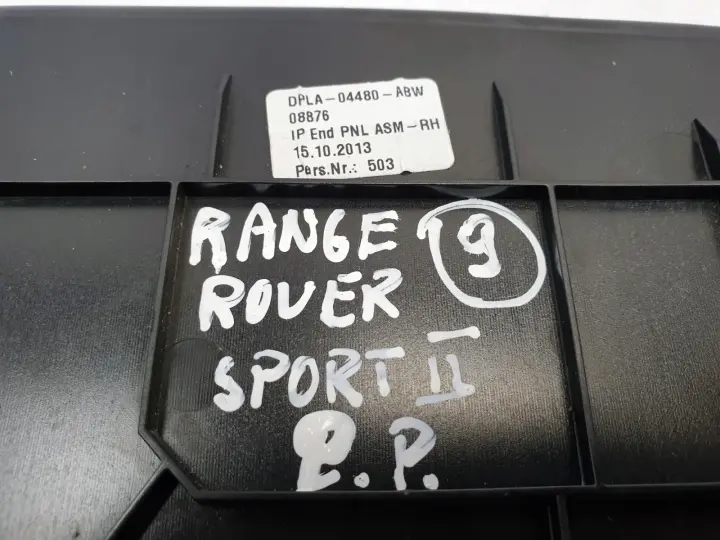 DPLA-04480-ABW
08876
IP End PNL ASM-RH
15.10.2013
Pers.Nr.: 503
RANGE 9
ROVER
SPORT II
P.P.